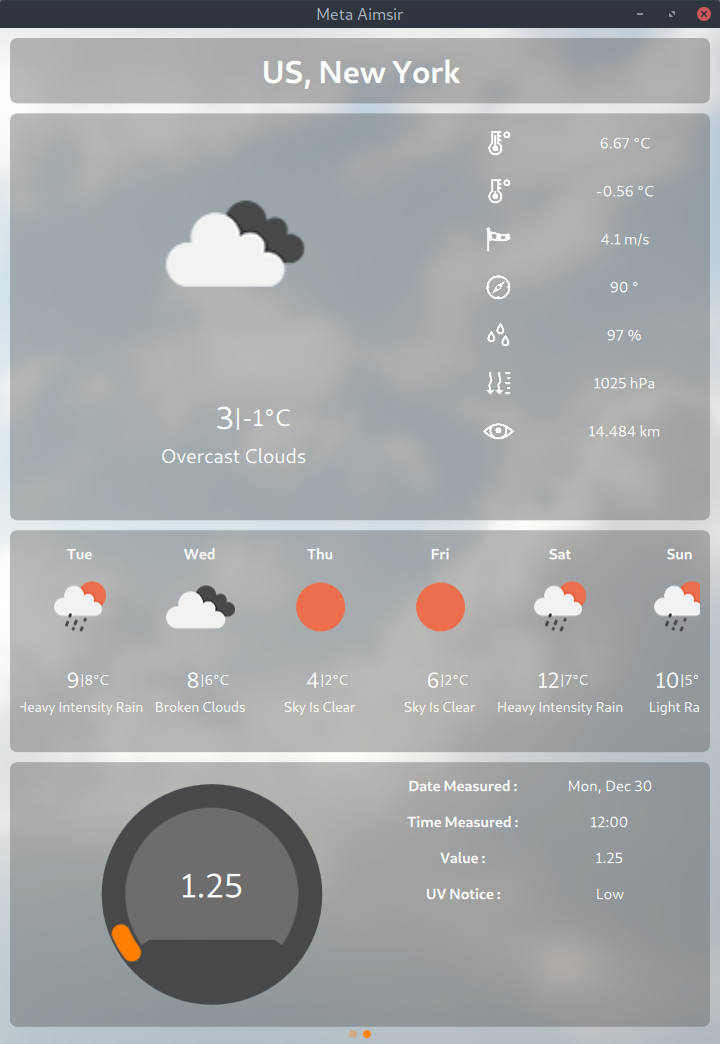 Meta Aimsir
US, New York
6.67 °C
-0.56 °C
4.1 m/s
90 °
97 %
1025 hPa
14.484 km
3|-1°C
Overcast Clouds
Tue Wed Thu Fri Sat Sun
9|8°C 8|6°C 4|2°C 6|2°C 12|7°C 10|5°
Heavy Intensity Rain Broken Clouds Sky Is Clear Sky Is Clear Heavy Intensity Rain Light Ra
1.25
Date Measured : Mon, Dec 30
Time Measured : 12:00
Value : 1.25
UV Notice : Low